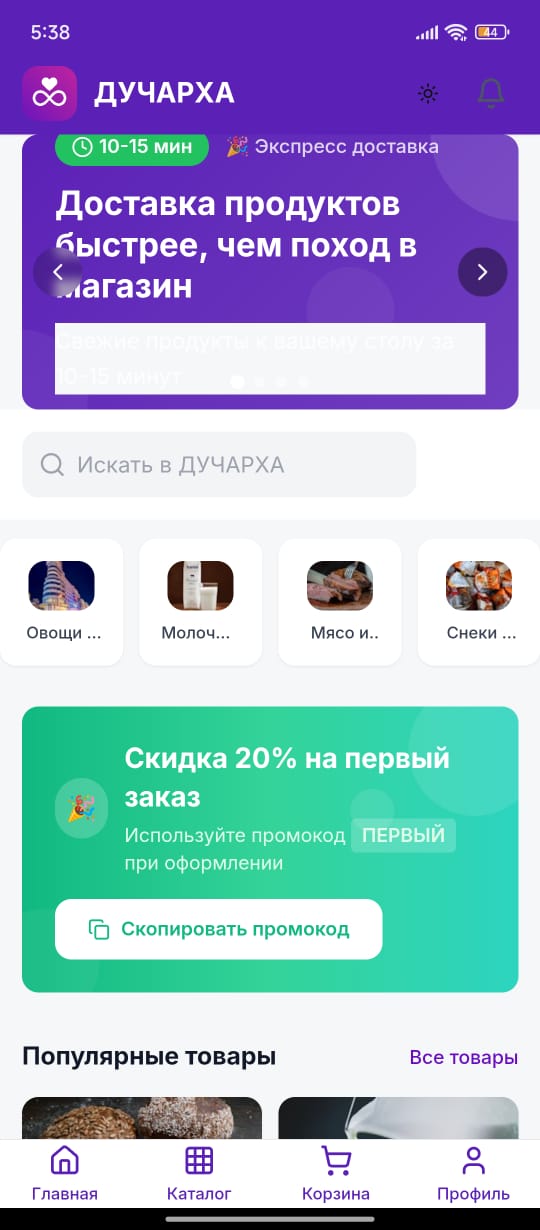 5:38
44
ДУЧАРХА
10-15 мин
Экспресс доставка
Доставка продуктов
быстрее, чем поход в
магазин
Свежие продукты к вашему столу за
10-15 минут
Искать в ДУЧАРХА
Овощи ...
Молоч...
Мясо и..
Снеки ...
Скидка 20% на первый
заказ
Используйте промокод ПЕРВЫЙ
при оформлении
Скопировать промокод
Популярные товары
Все товары
Главная
Каталог
Корзина
Профиль